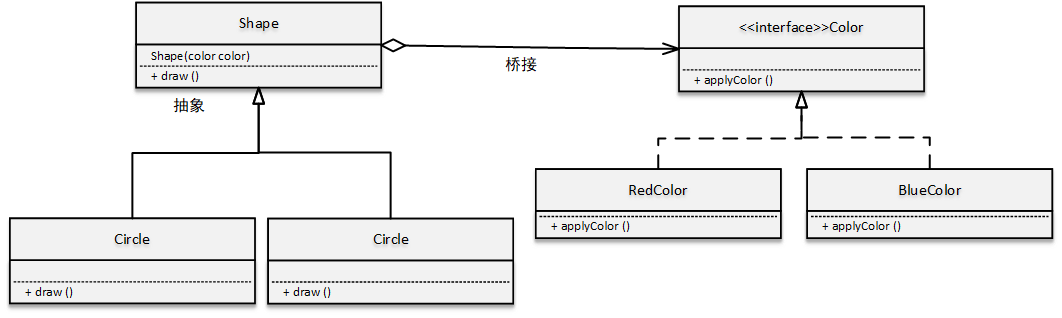 Shape
Shape(color color)
+ draw ()
抽象
桥接
<<interface>>Color
+ applyColor ()
Circle
+ draw ()
Circle
+ draw ()
RedColor
+ applyColor ()
BlueColor
+ applyColor ()